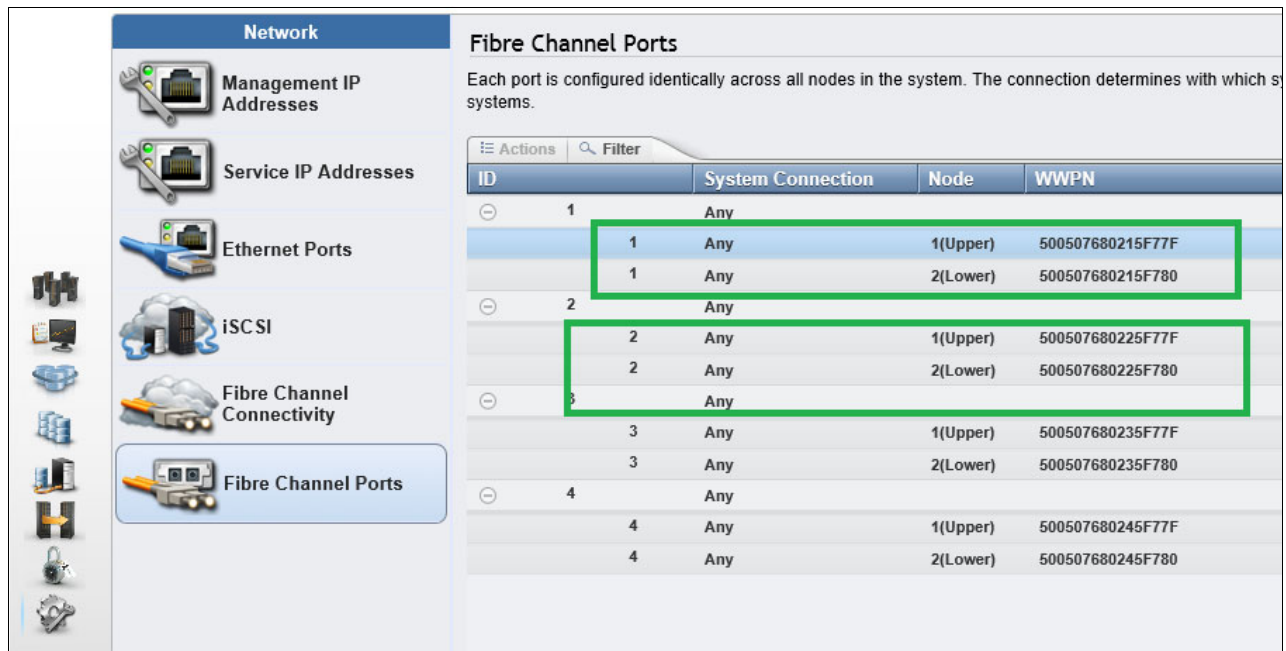 Network
Management IP
Addresses
Service IP Addresses
Ethernet Ports
iSCSI
Fibre Channel
Connectivity
Fibre Channel Ports
Fibre Channel Ports
Each port is configured identically across all nodes in the system. The connection determines with which s
systems.
Actions Filter
ID System Connection Node WWPN
1 Any
1 Any 1(Upper) 500507680215F77F
1 Any 2(Lower) 500507680215F780
2 Any
2 Any 1(Upper) 500507680225F77F
2 Any 2(Lower) 500507680225F780
3 Any
3 Any 1(Upper) 500507680235F77F
3 Any 2(Lower) 500507680235F780
4 Any
4 Any 1(Upper) 500507680245F77F
4 Any 2(Lower) 500507680245F780